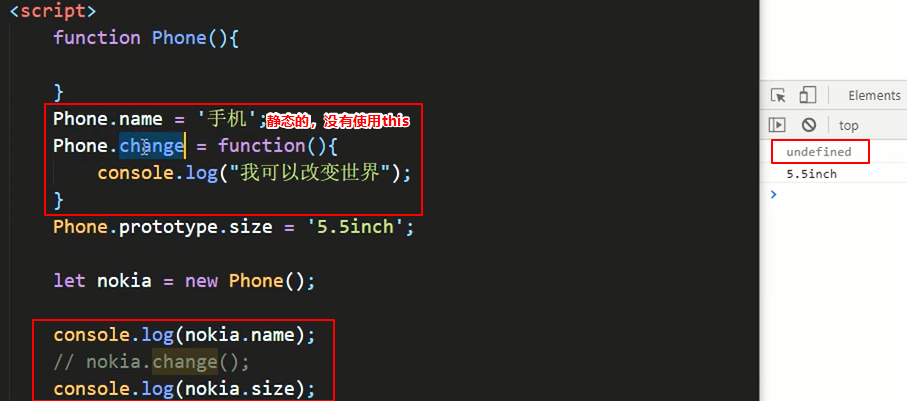 <script>
function Phone(){
}
Phone.name = '手机';静态的，没有使用this
Phone.change = function(){
console.log("我可以改变世界");
}
Phone.prototype.size = '5.5inch';
let nokia = new Phone();
console.log(nokia.name);
// nokia.change();
console.log(nokia.size);
Elements
top
undefined
5.5inch